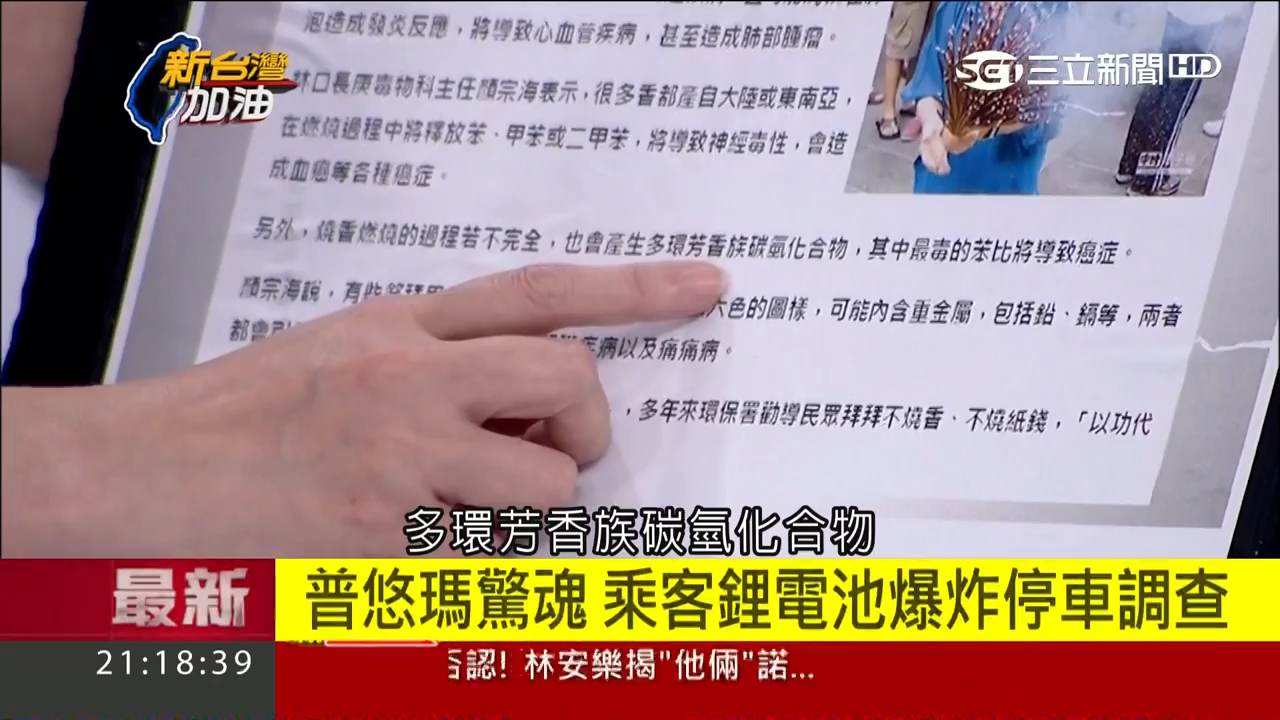 泡造成發炎反應，將導致心血管疾病，甚至造成肺部腫瘤。
新台灣
加油
SET三立新聞HD
林口長庚毒物科主任顏宗海表示，很多香都產自大陸或東南亞，
在燃燒過程中將釋放苯、甲苯或二甲苯，將導致神經毒性，會造
成血癌等各種癌症。
另外，燒香燃燒的過程若不完全，也會產生多環芳香族碳氫化合物，其中最毒的苯比將導致癌症。
顏宗海說，有些
六色的圖樣，可能內含重金屬，包括鉛、鎘等，兩者
都會引
疾病以及痛痛病。
，多年來環保署勸導民眾拜拜不燒香、不燒紙錢，「以功代
多環芳香族碳氫化合物
最新
普悠瑪驚魂 乘客鋰電池爆炸停車調查
21:18:39
認! 林安樂揭"他倆"諾...